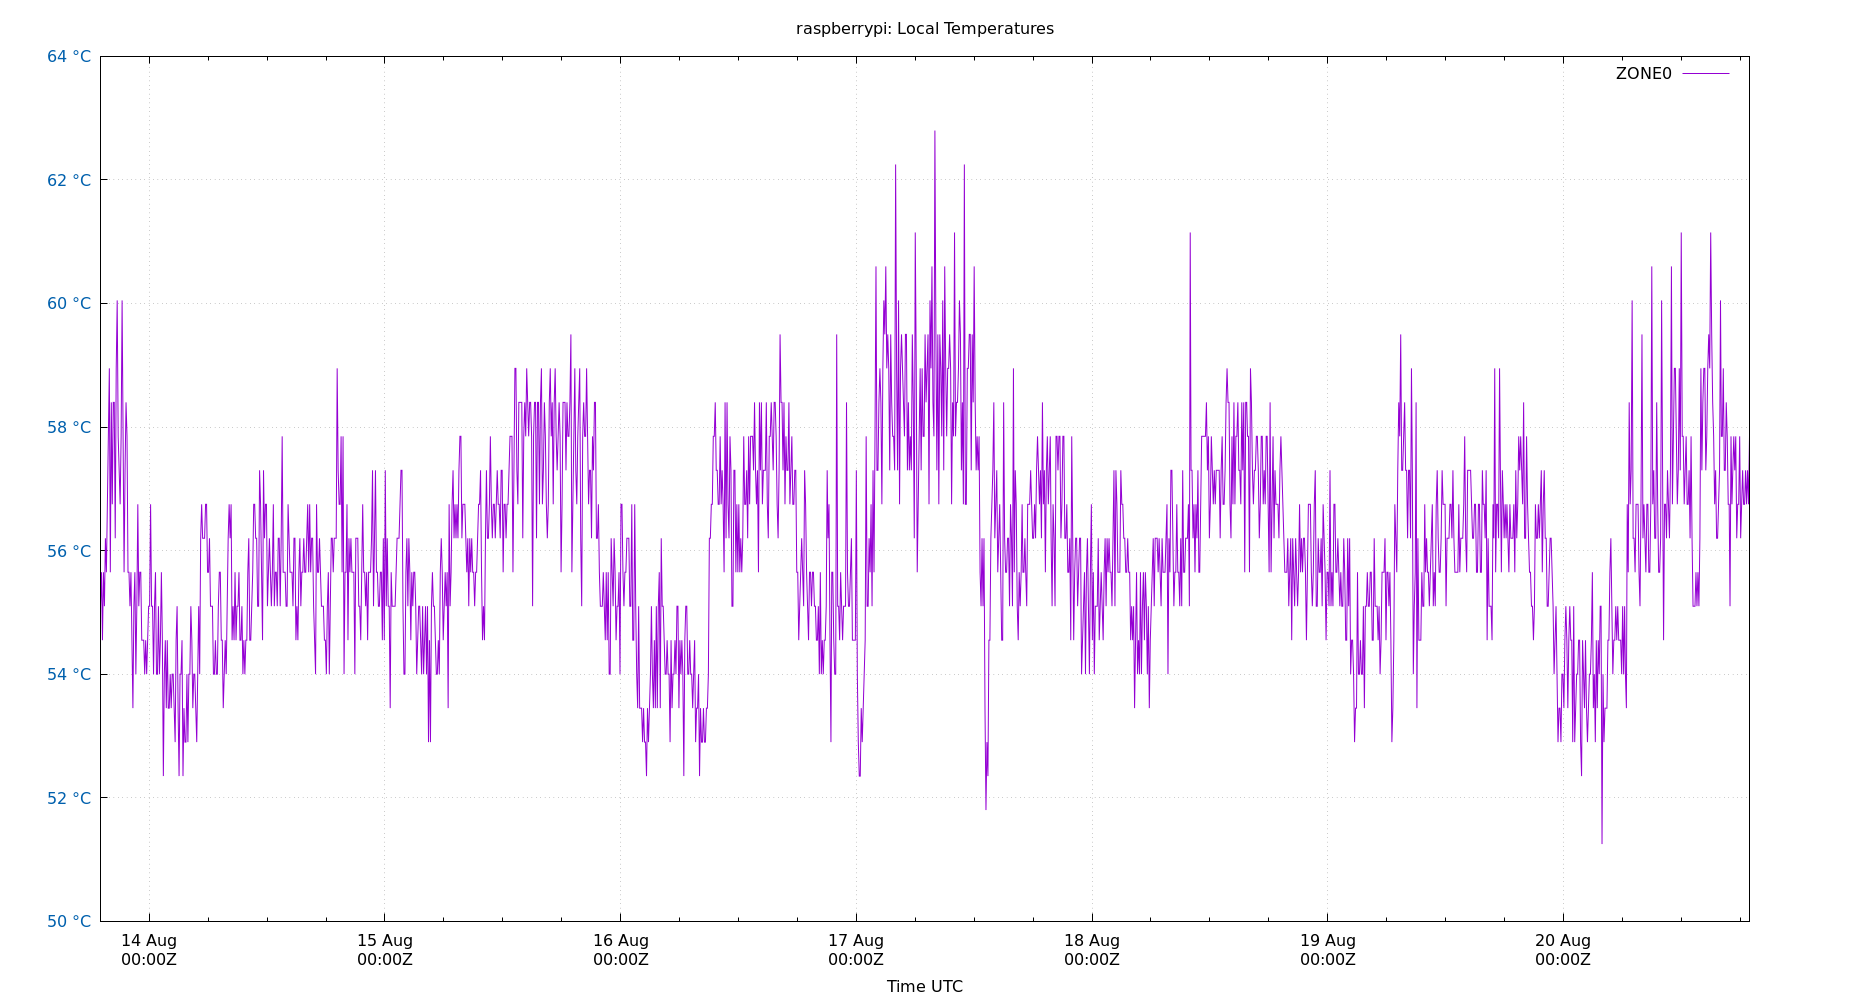 raspberrypi: Local Temperatures
64 °C
ZONE0
62 °C
60 °C
58 °C
56 °C
54 °C
52 °C
50 °C
14 Aug
00:00Z
15 Aug
00:00Z
16 Aug
00:00Z
17 Aug
00:00Z
18 Aug
00:00Z
19 Aug
00:00Z
20 Aug
00:00Z
Time UTC